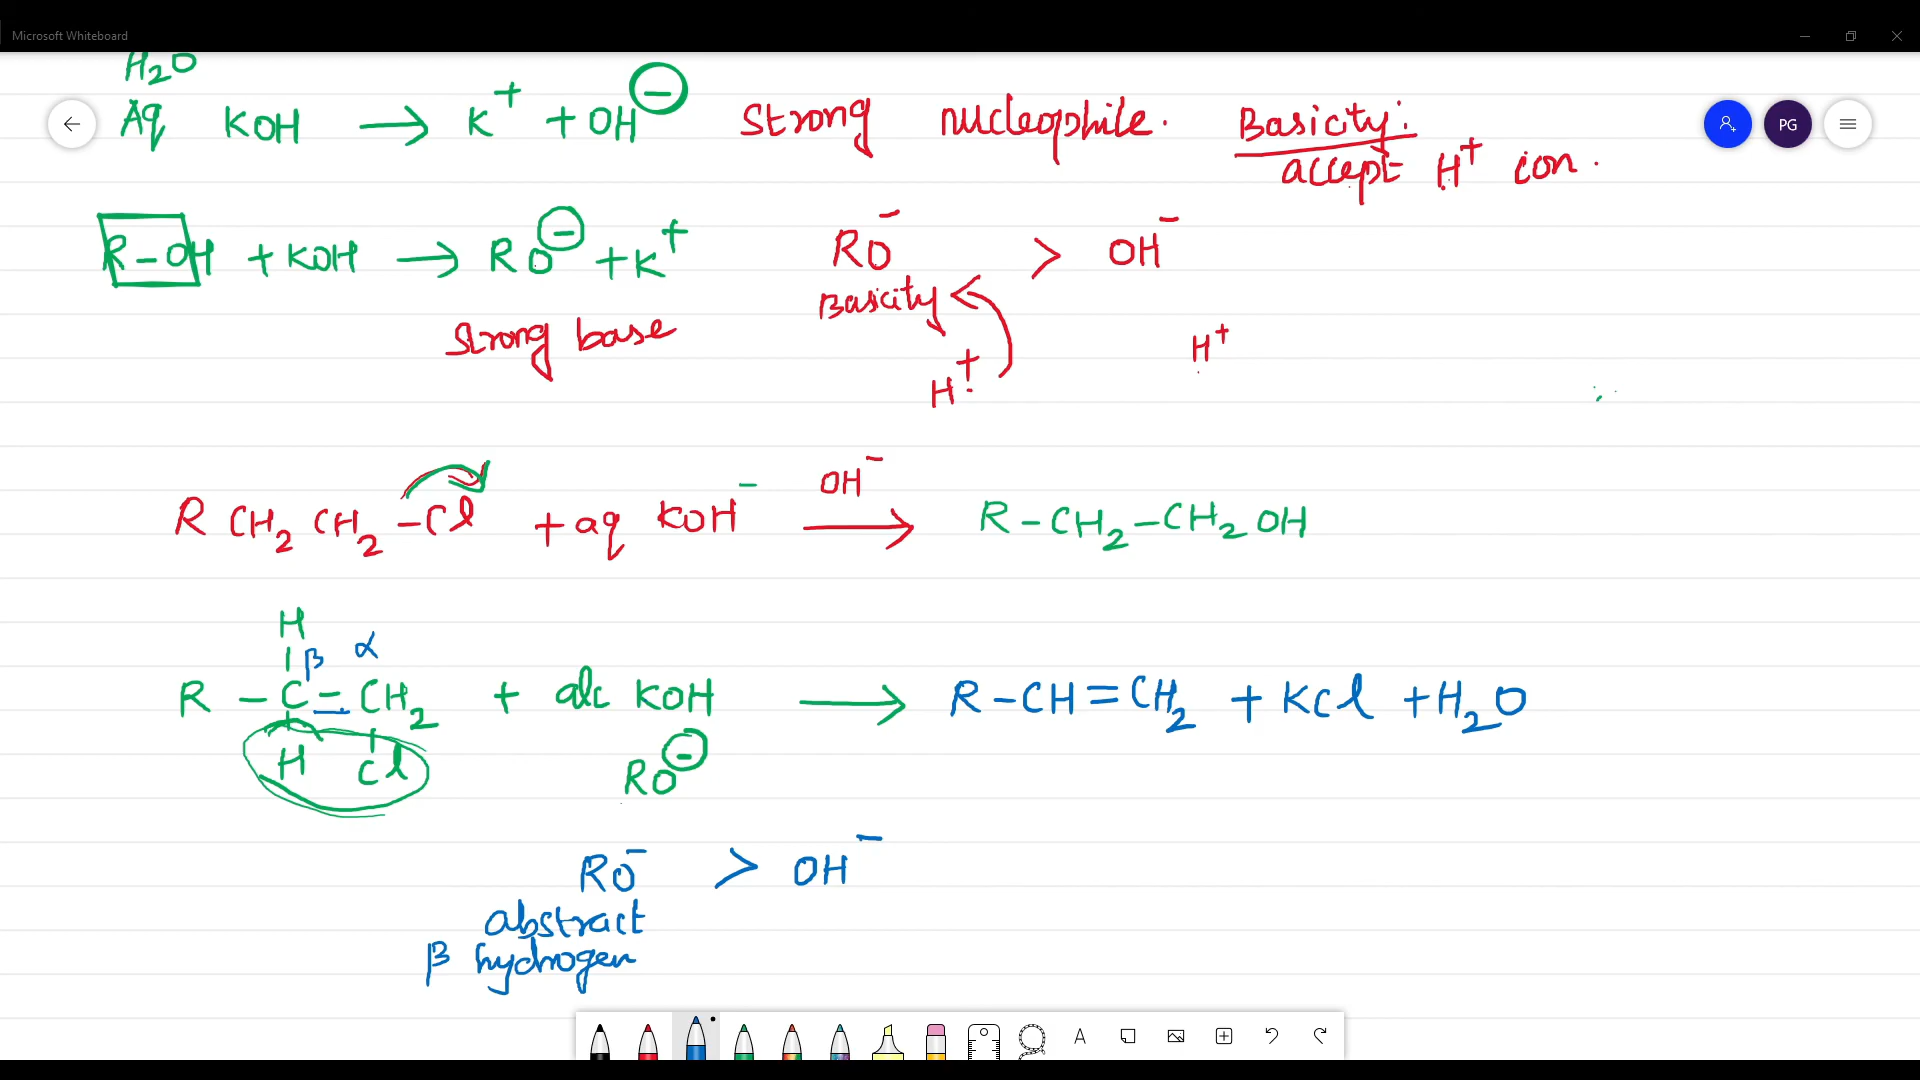 Microsoft Whiteboard
H₂O
Aq KOH → K⁺ + OH⁻ Strong nucleophile. Basicity:
accept H⁺ ion.
PG
R-OH + KOH → RO⁻ + K⁺ RO⁻ > OH⁻
Strong base Basicity
H⁺ H⁺
OH⁻
R CH₂ CH₂-Cl + aq KOH⁻ → R-CH₂-CH₂OH
H
β α
R-C=CH₂ + alc KOH → R-CH=CH₂ + KCl + H₂O
H Cl RO⁻
RO⁻ > OH⁻
abstract
β hydrogen
A